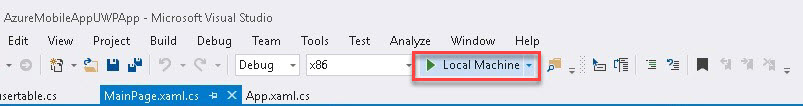 AzureMobileAppUWPApp - Microsoft Visual Studio
Edit View Project Build Debug Team Tools Test Analyze Window Help
Debug x86 Local Machine
usertable.cs MainPage.xaml.cs App.xaml.cs